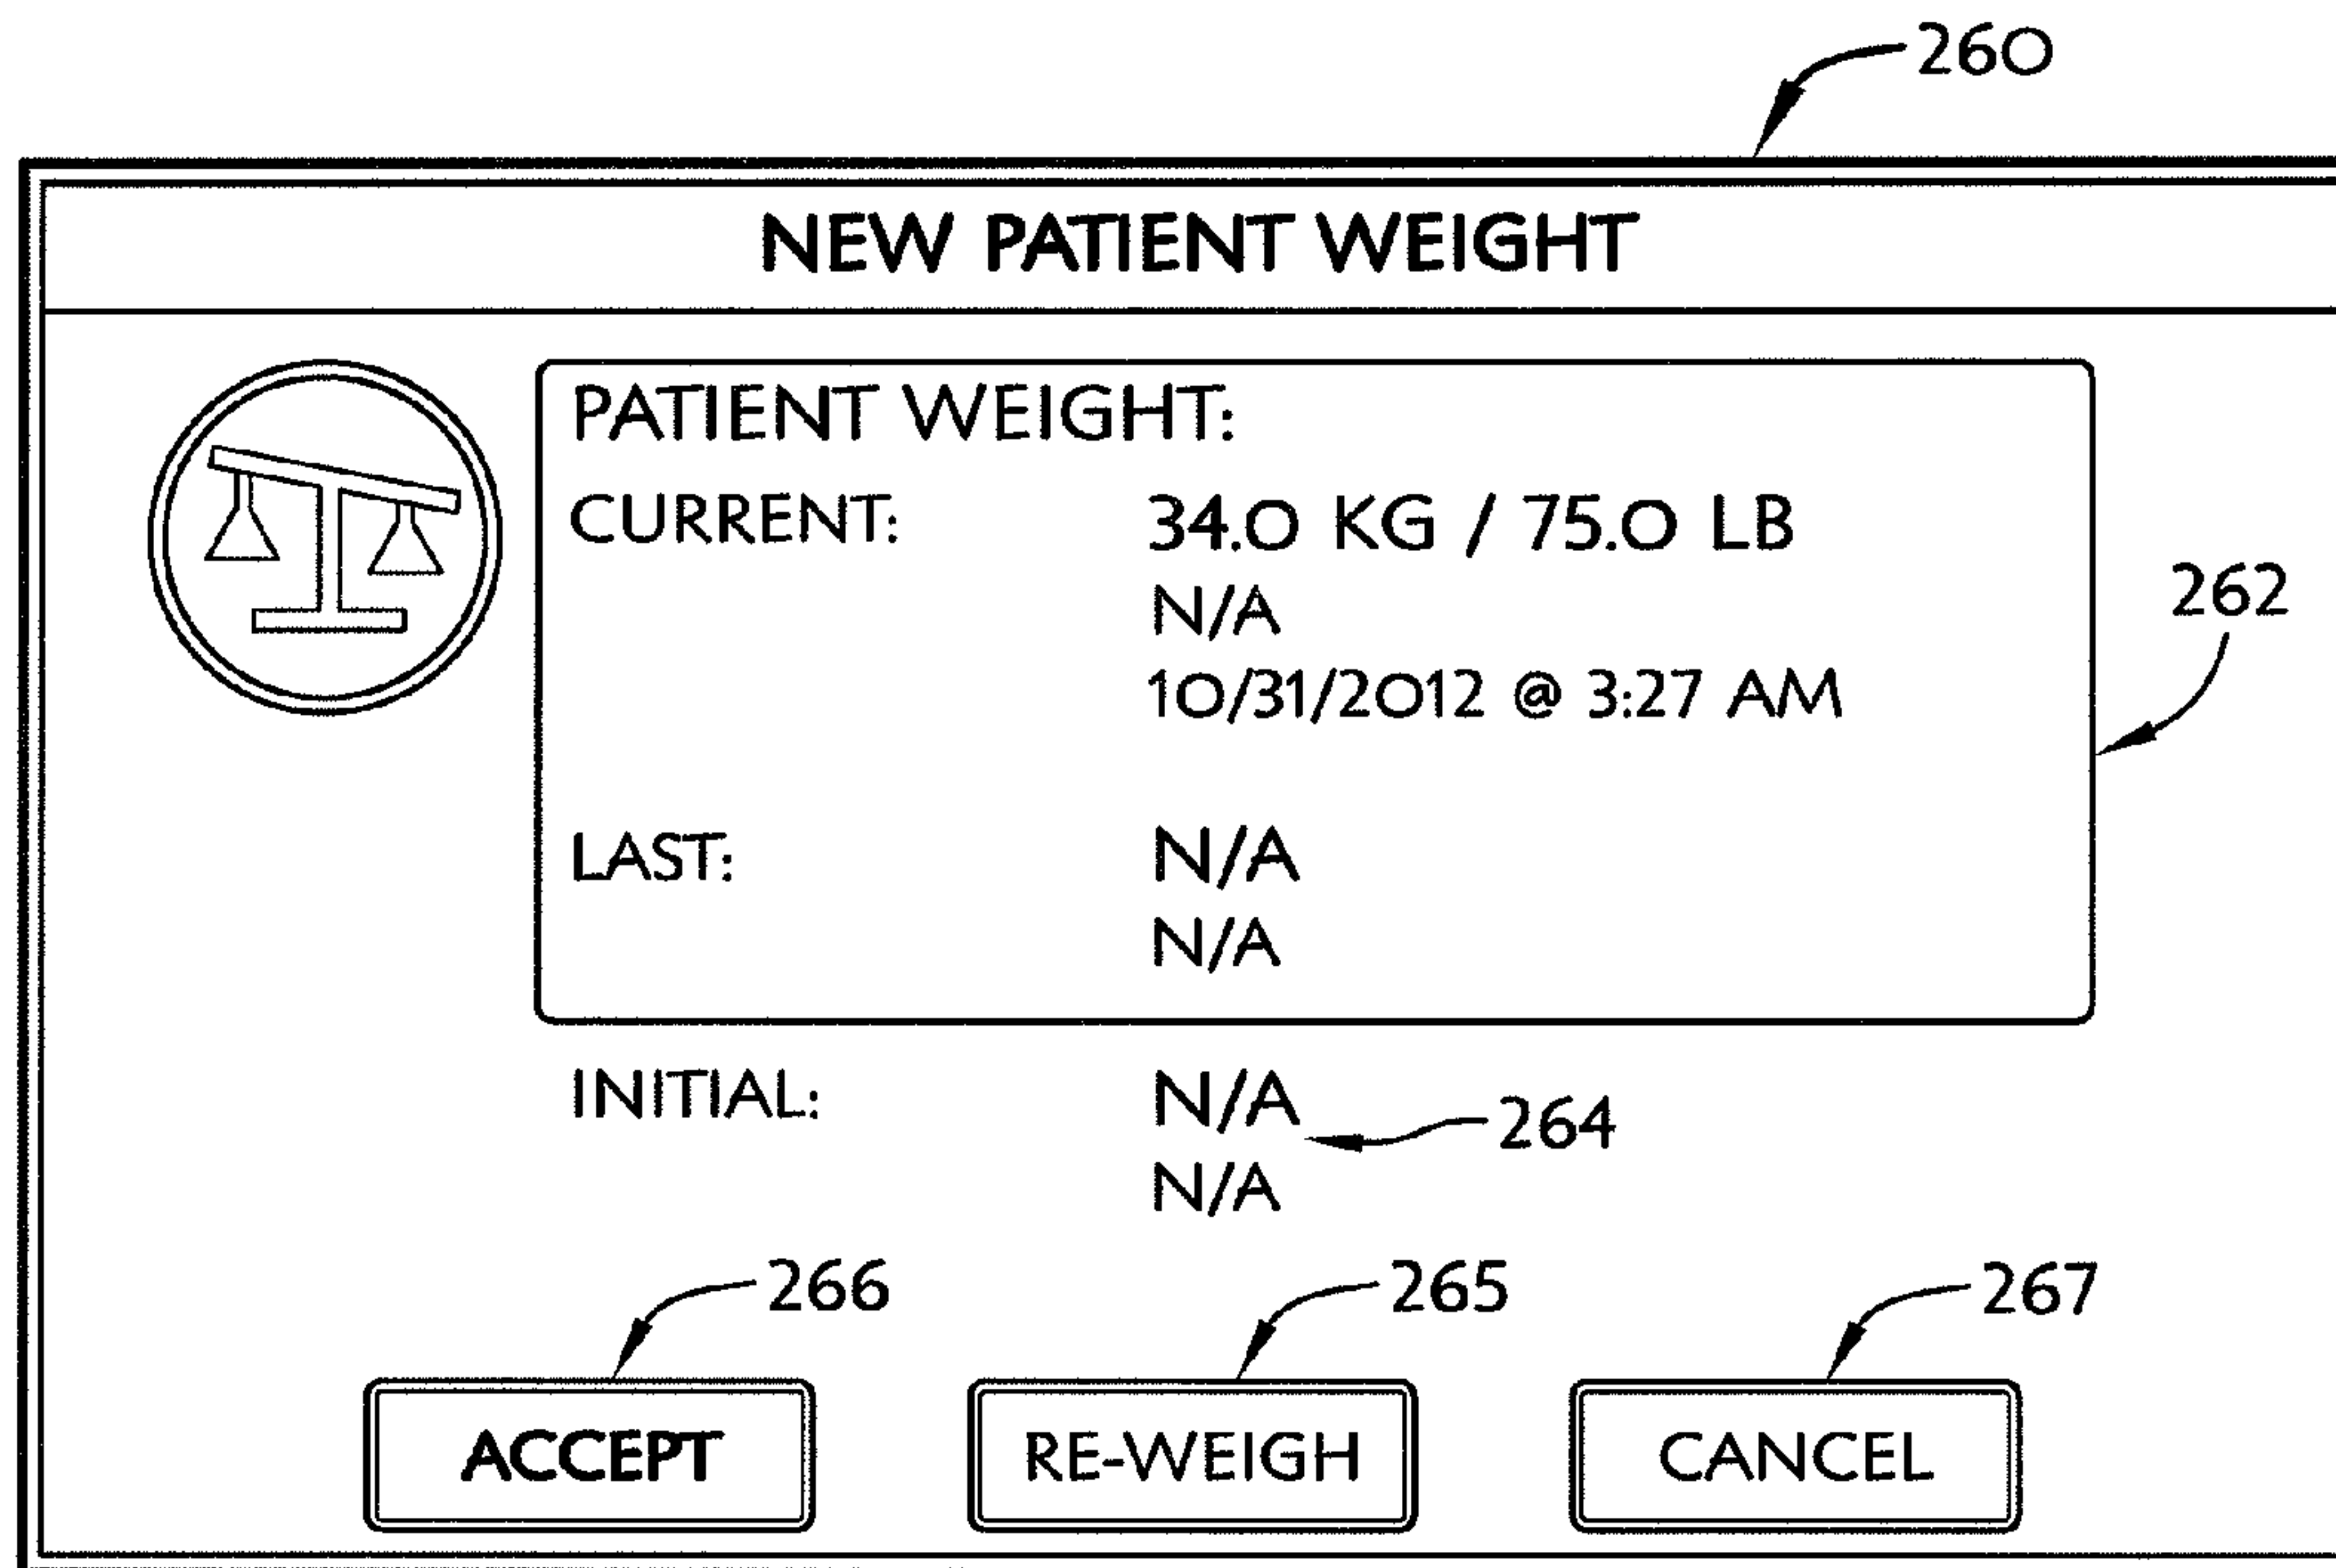 260
NEW PATIENT WEIGHT
PATIENT WEIGHT:
CURRENT: 34.0 KG / 75.0 LB
N/A
262
10/31/2012 @ 3:27 AM
LAST: N/A
N/A
INITIAL: N/A
264
N/A
266 265 267
ACCEPT RE-WEIGH CANCEL